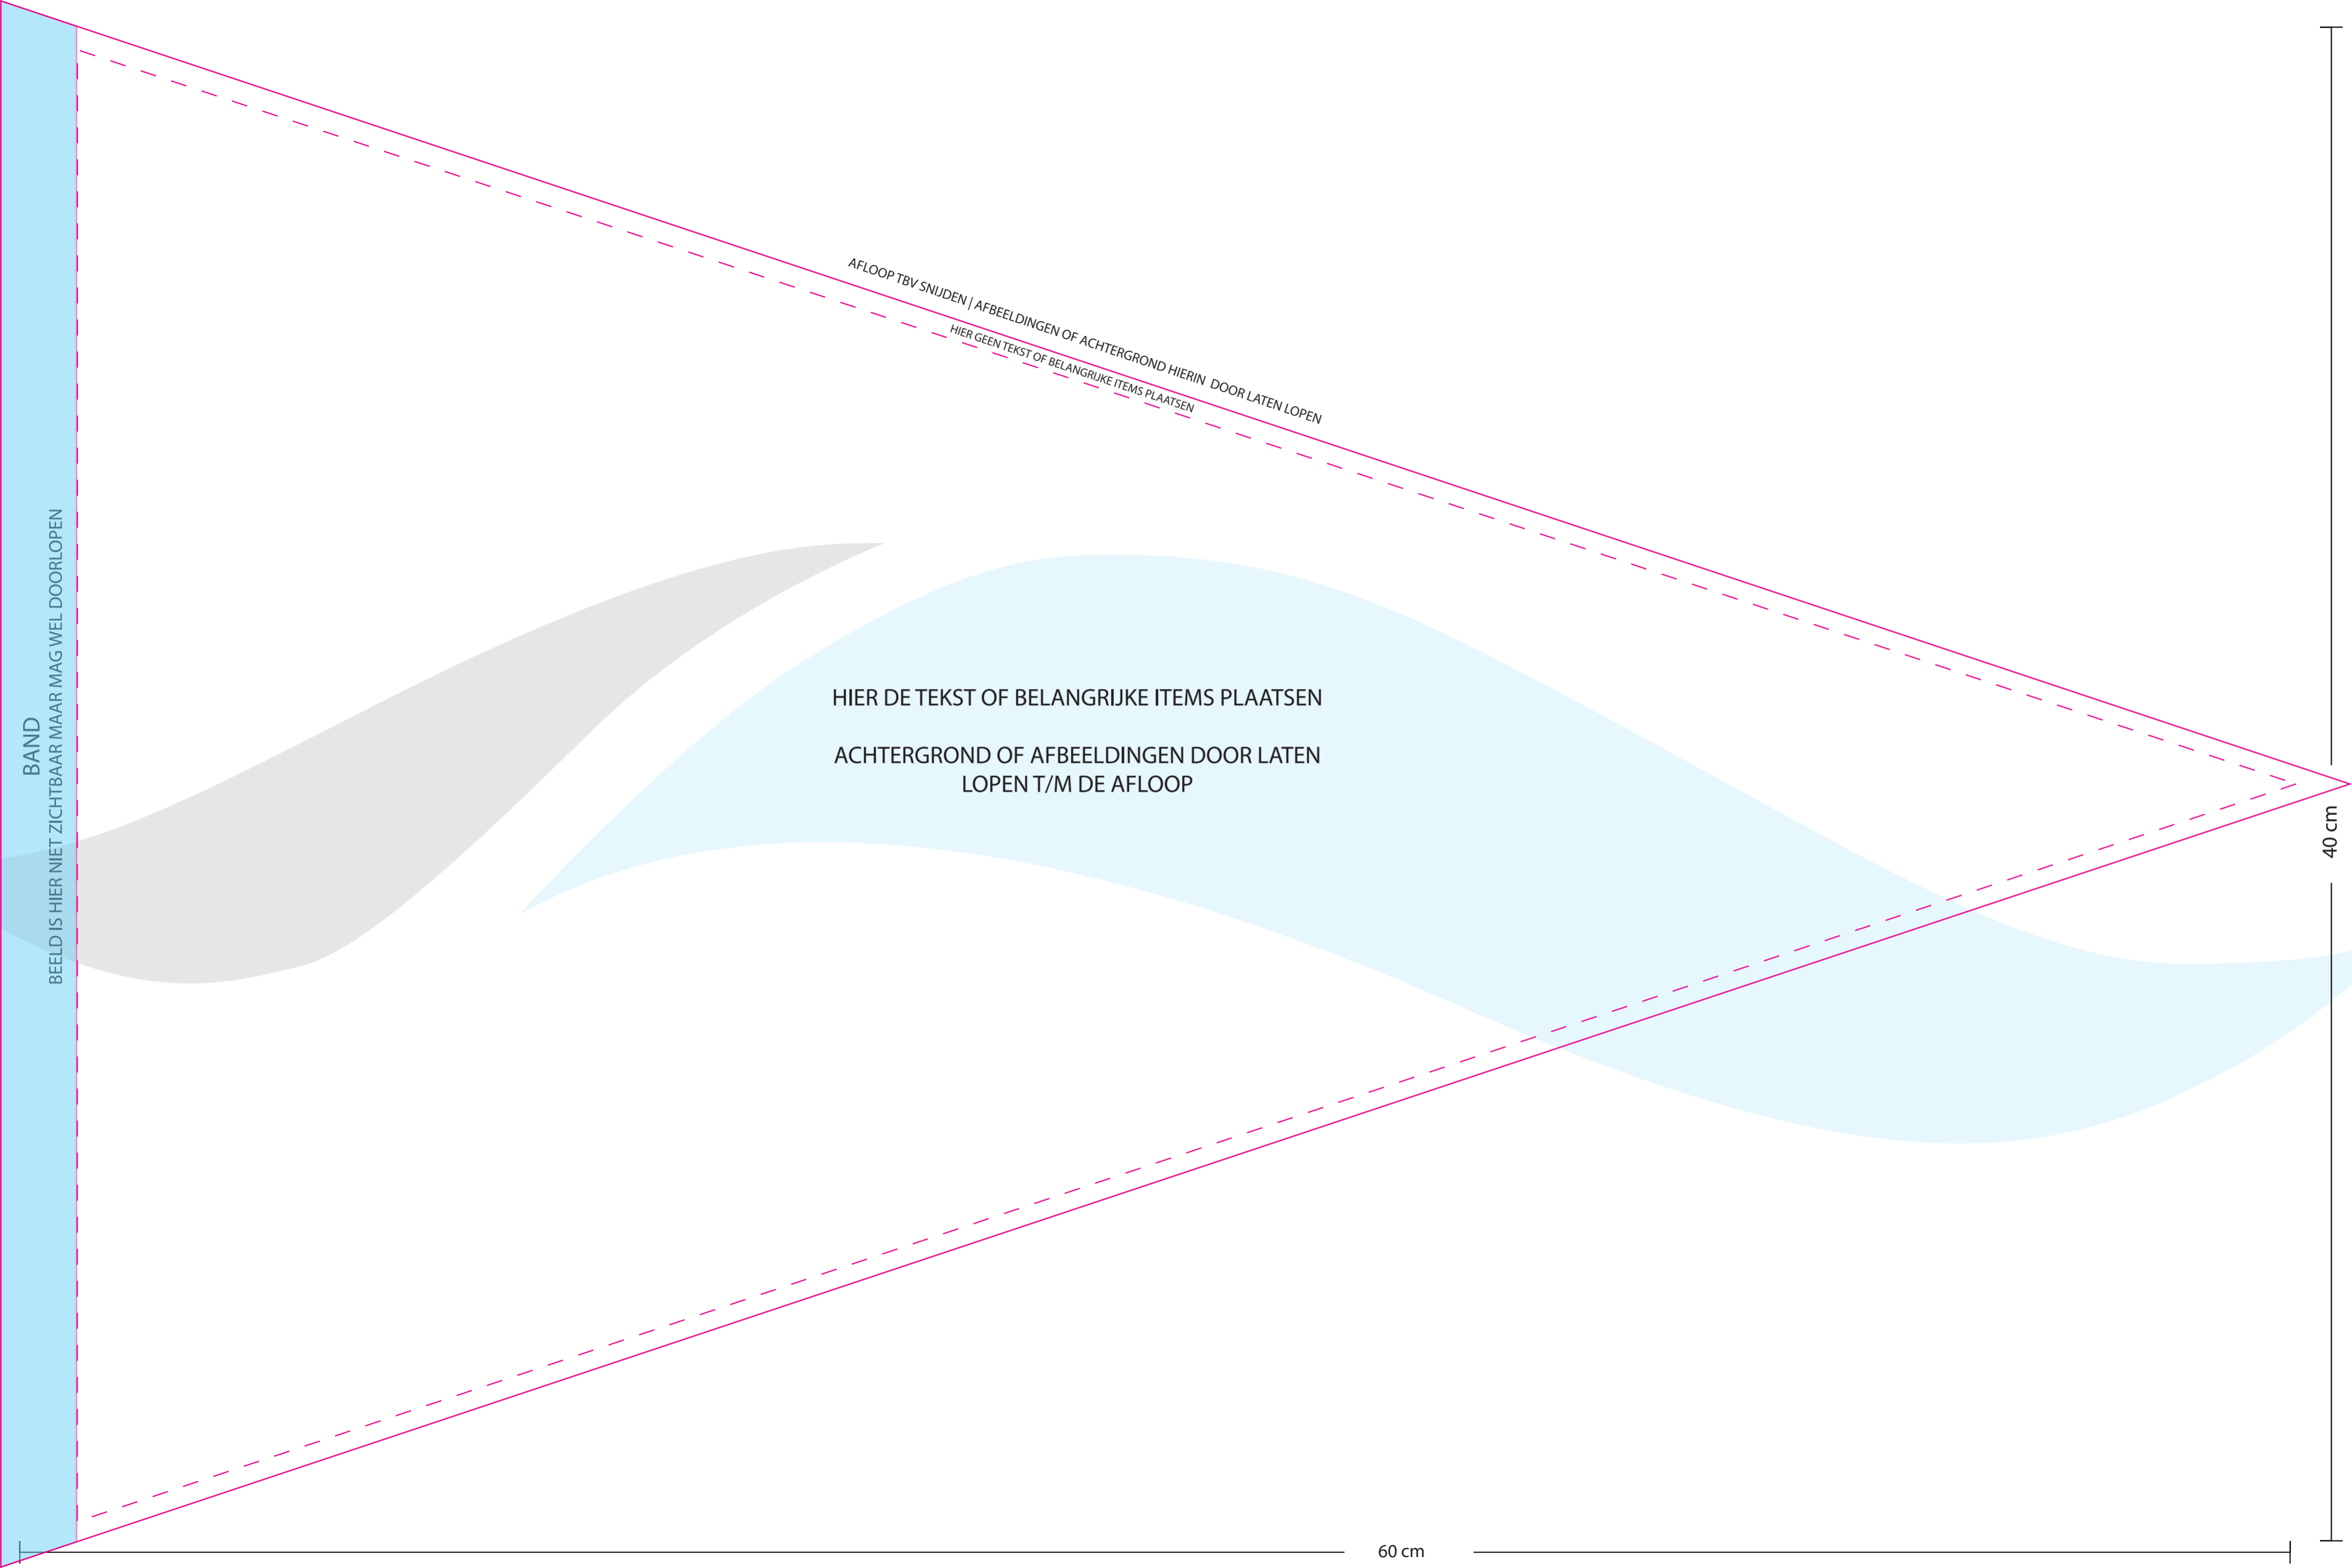 AFLOOP TBV SNIJDEN | AFBEELDINGEN OF ACHTERGROND HIERIN DOOR LATEN LOPEN
HIER GEEN TEKST OF BELANGRIJKE ITEMS PLAATSEN
BAND
BEELD IS HIER NIET ZICHTBAAR MAAR MAG WEL DOORLOPEN
HIER DE TEKST OF BELANGRIJKE ITEMS PLAATSEN
ACHTERGROND OF AFBEELDINGEN DOOR LATEN
LOPEN T/M DE AFLOOP
40 cm
60 cm